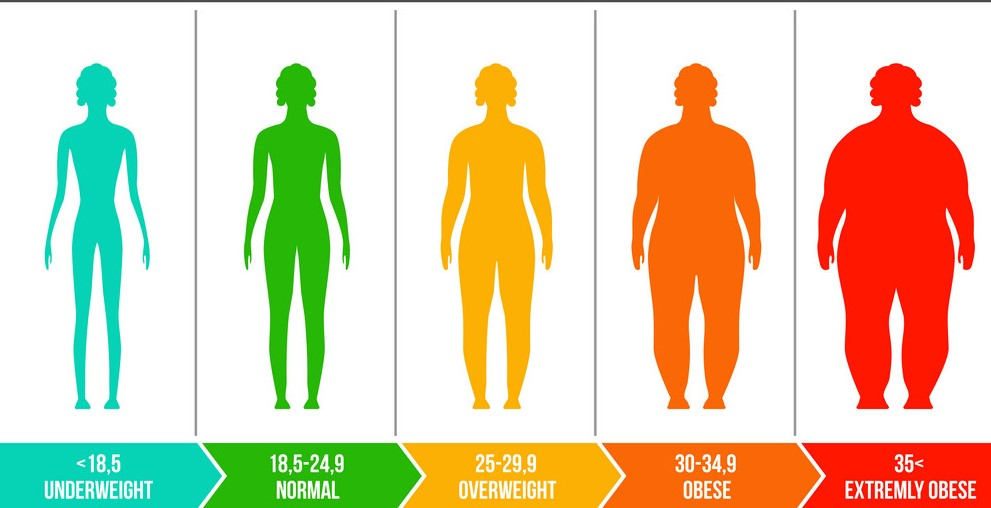 <18,5
UNDERWEIGHT
18,5-24,9
NORMAL
25-29,9
OVERWEIGHT
30-34,9
OBESE
35<
EXTREMLY OBESE